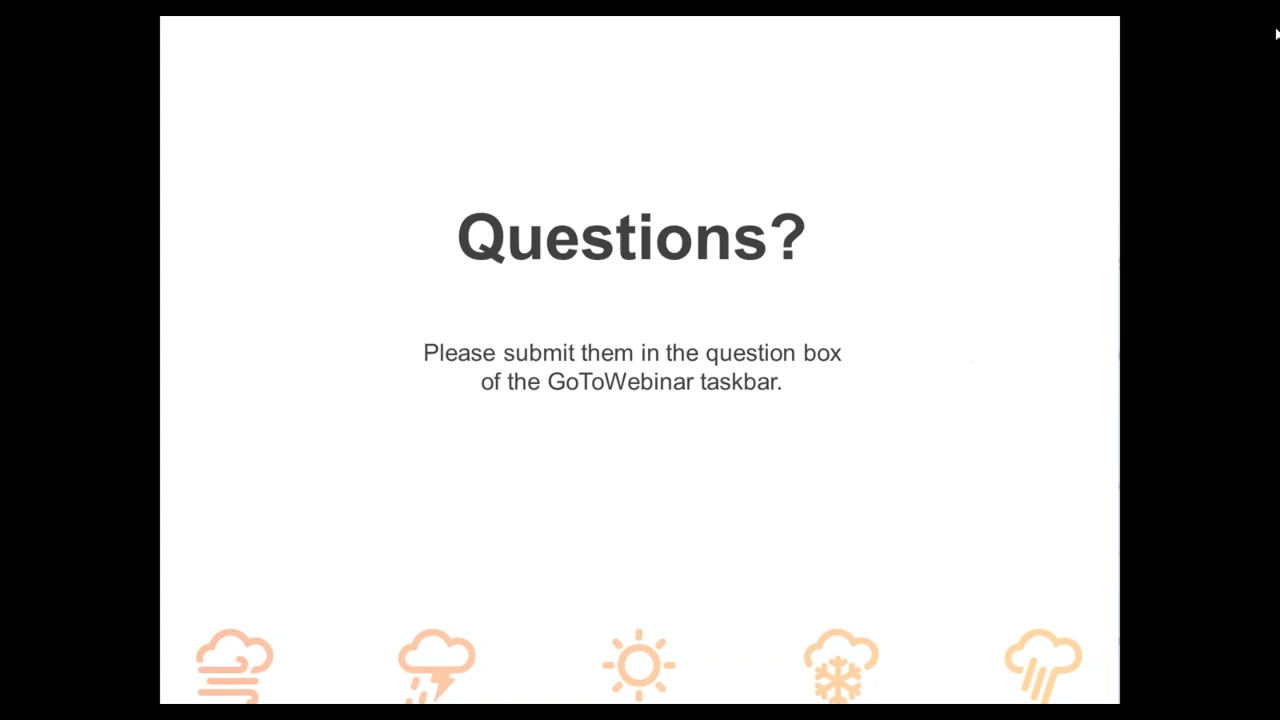 Questions?
Please submit them in the question box
of the GoToWebinar taskbar.